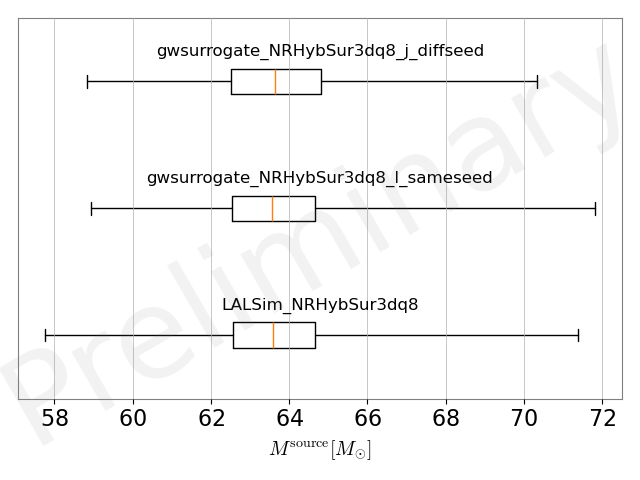 gwsurrogate_NRHybSur3dq8_j_diffseed
gwsurrogate_NRHybSur3dq8_l_sameseed
LALSim_NRHybSur3dq8
Preliminary
58 60 62 64 66 68 70 72
M^source[M_⊙]